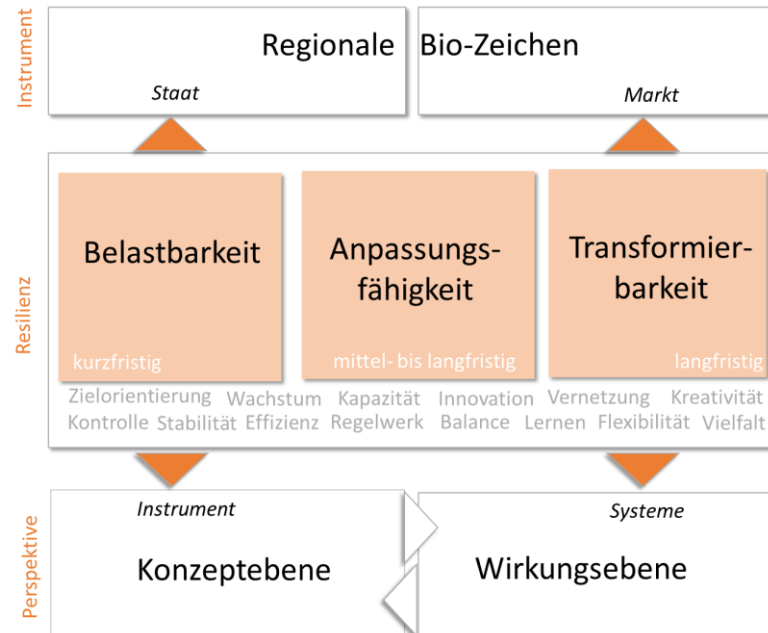 Instrument
Regionale Bio-Zeichen
Staat
Markt
Resilienz
Belastbarkeit
kurzfristig
Anpassungs-
fähigkeit
mittel- bis langfristig
Transformier-
barkeit
langfristig
Zielorientierung Wachstum Kapazität Innovation Vernetzung Kreativität
Kontrolle Stabilität Effizienz Regelwerk Balance Lernen Flexibilität Vielfalt
Perspektive
Instrument
Konzeptebene
Systeme
Wirkungsebene